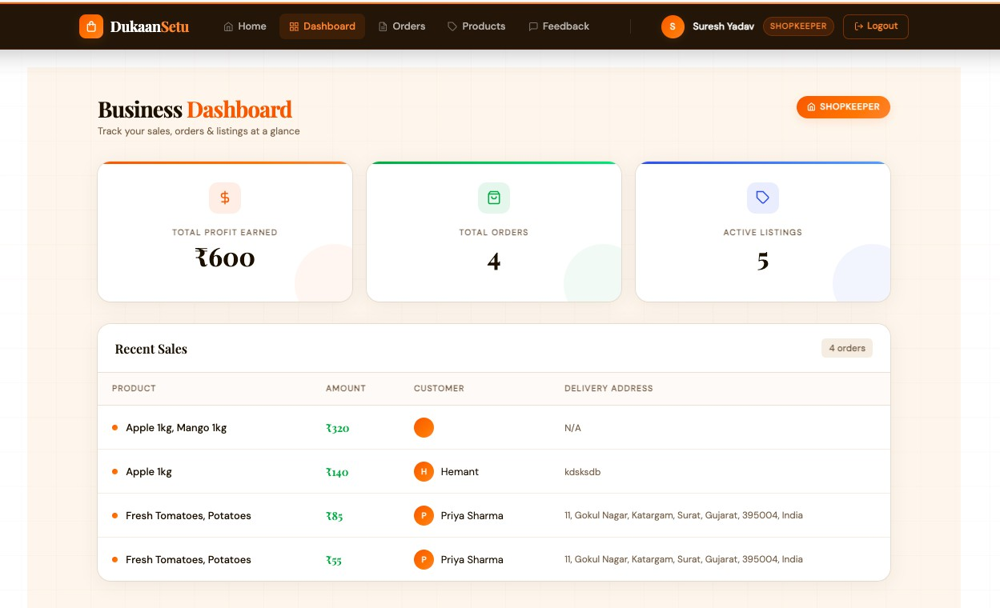 DukaanSetu Home Dashboard Orders Products Feedback S Suresh Yadav SHOPKEEPER Logout
Business Dashboard
SHOPKEEPER
Track your sales, orders & listings at a glance
$
TOTAL PROFIT EARNED
₹600
TOTAL ORDERS
4
ACTIVE LISTINGS
5
Recent Sales 4 orders
PRODUCT AMOUNT CUSTOMER DELIVERY ADDRESS
Apple 1kg, Mango 1kg ₹320 N/A
Apple 1kg ₹140 H Hemant kdsksdb
Fresh Tomatoes, Potatoes ₹85 P Priya Sharma 11, Gokul Nagar, Katargam, Surat, Gujarat, 395004, India
Fresh Tomatoes, Potatoes ₹55 P Priya Sharma 11, Gokul Nagar, Katargam, Surat, Gujarat, 395004, India